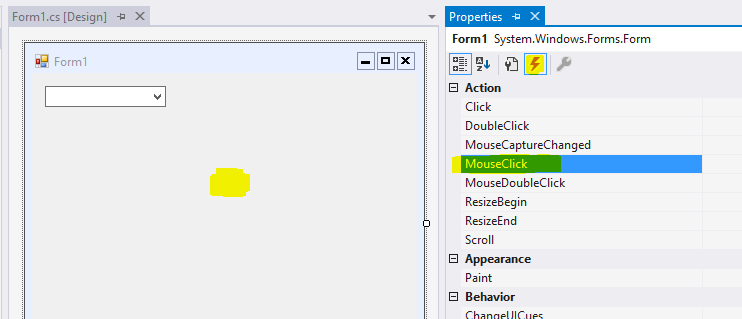 Form1.cs [Design]
Form1
Properties
Form1 System.Windows.Forms.Form
Action
Click
DoubleClick
MouseCaptureChanged
MouseClick
MouseDoubleClick
ResizeBegin
ResizeEnd
Scroll
Appearance
Paint
Behavior
ChangeUICues